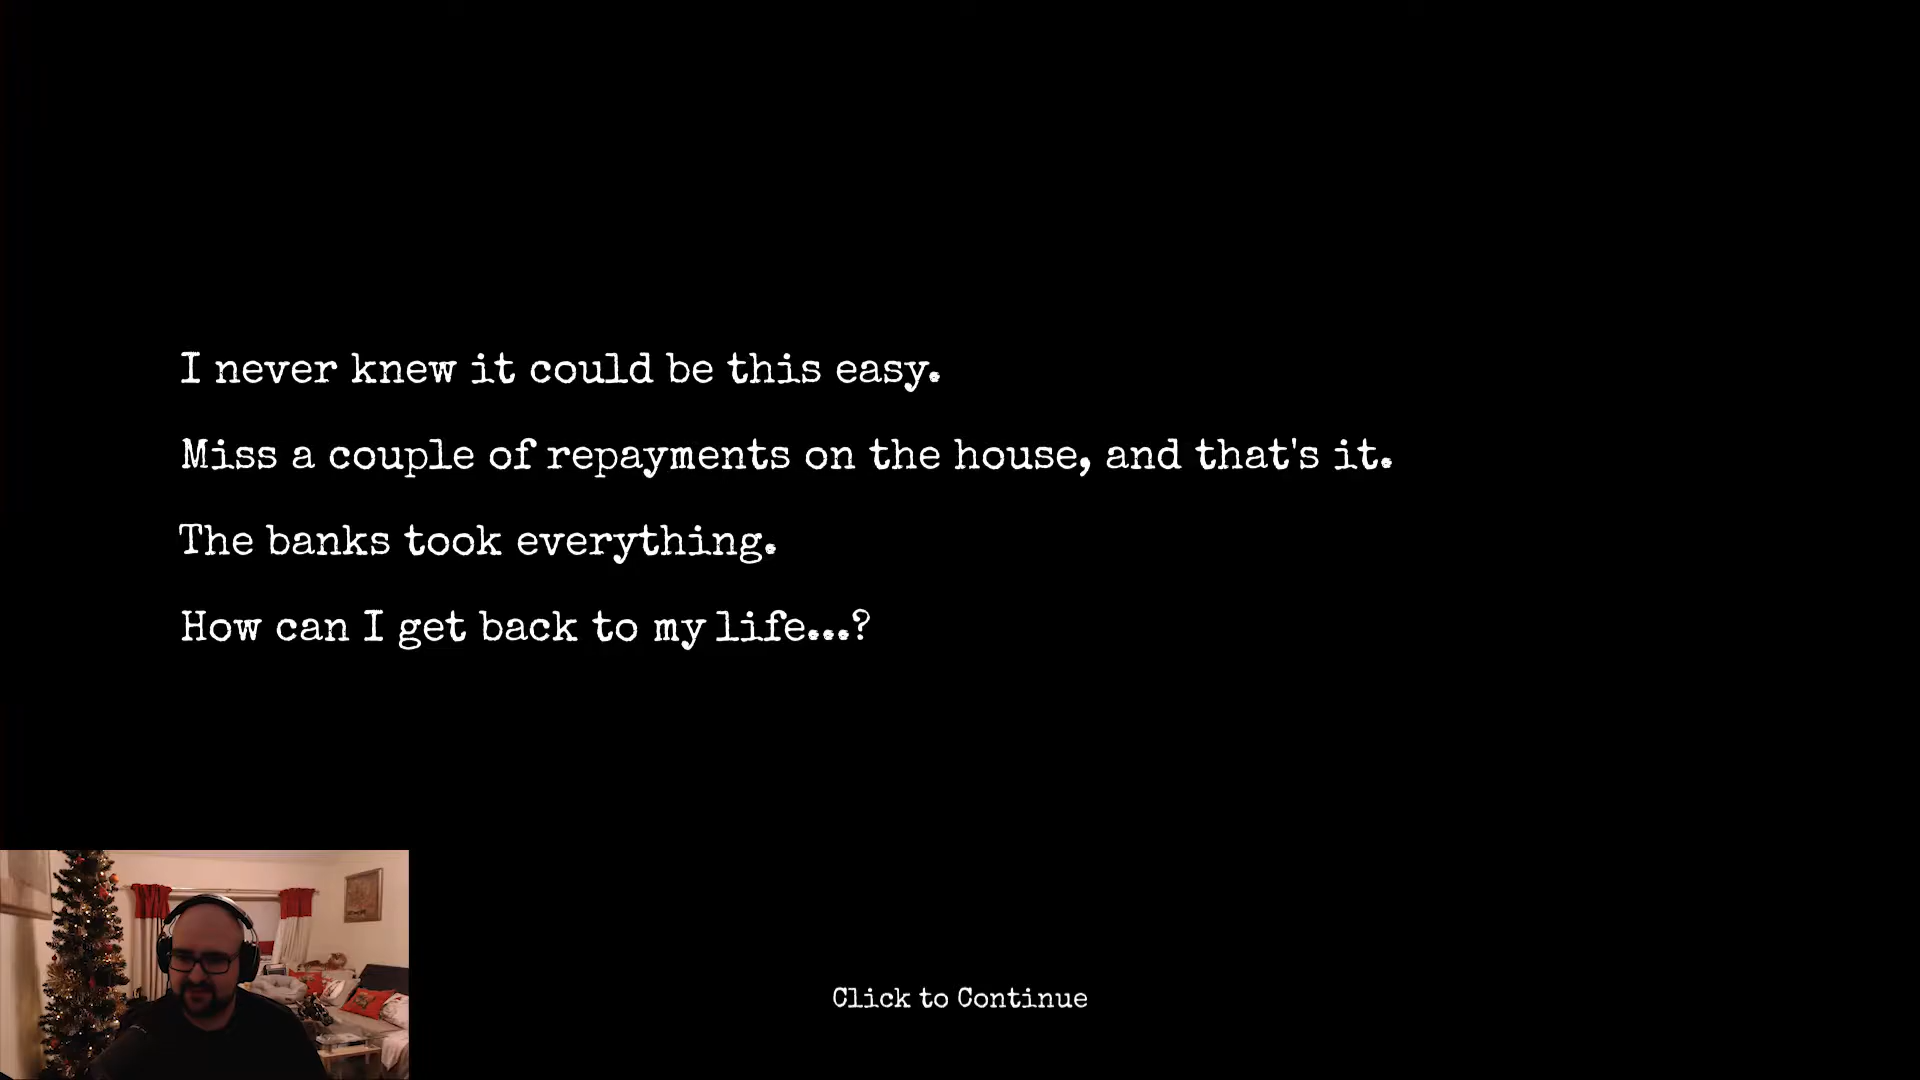 I never knew it could be this easy.
Miss a couple of repayments on the house, and that's it.
The banks took everything.
How can I get back to my life...?
Click to Continue